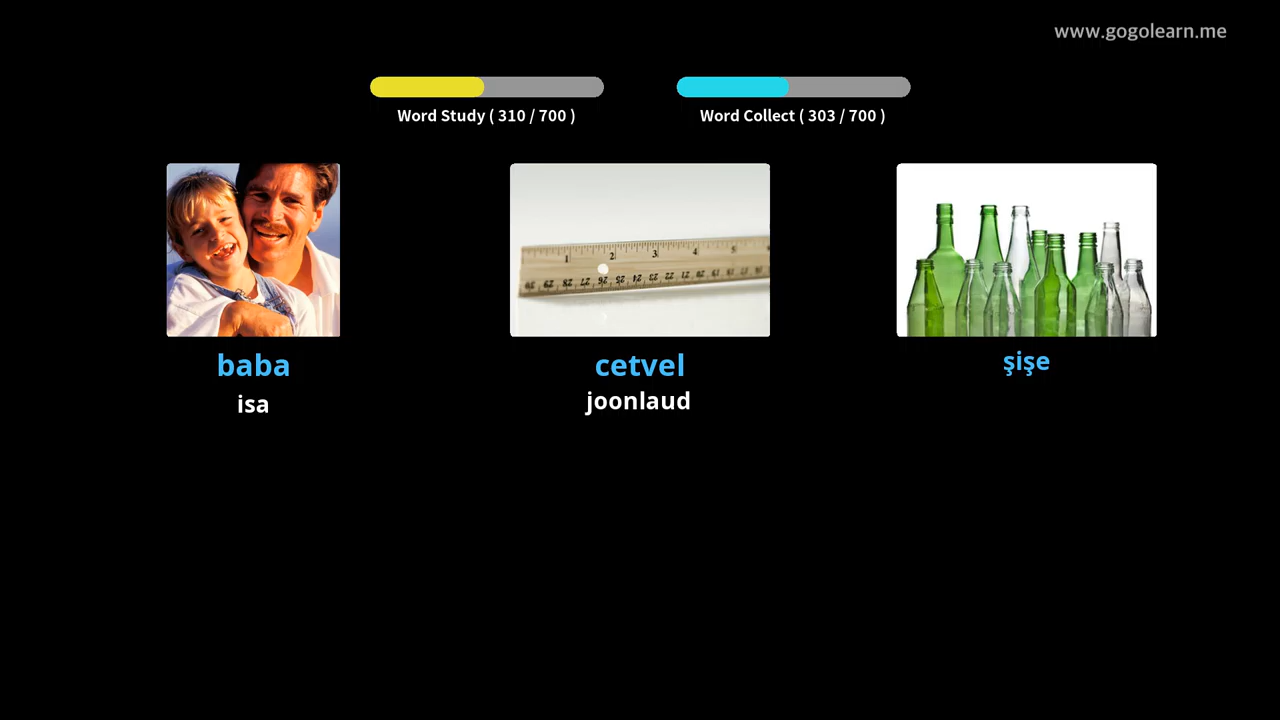 www.gogolearn.me
Word Study ( 310 / 700 )
Word Collect ( 303 / 700 )
baba
isa
cetvel
joonlaud
şişe